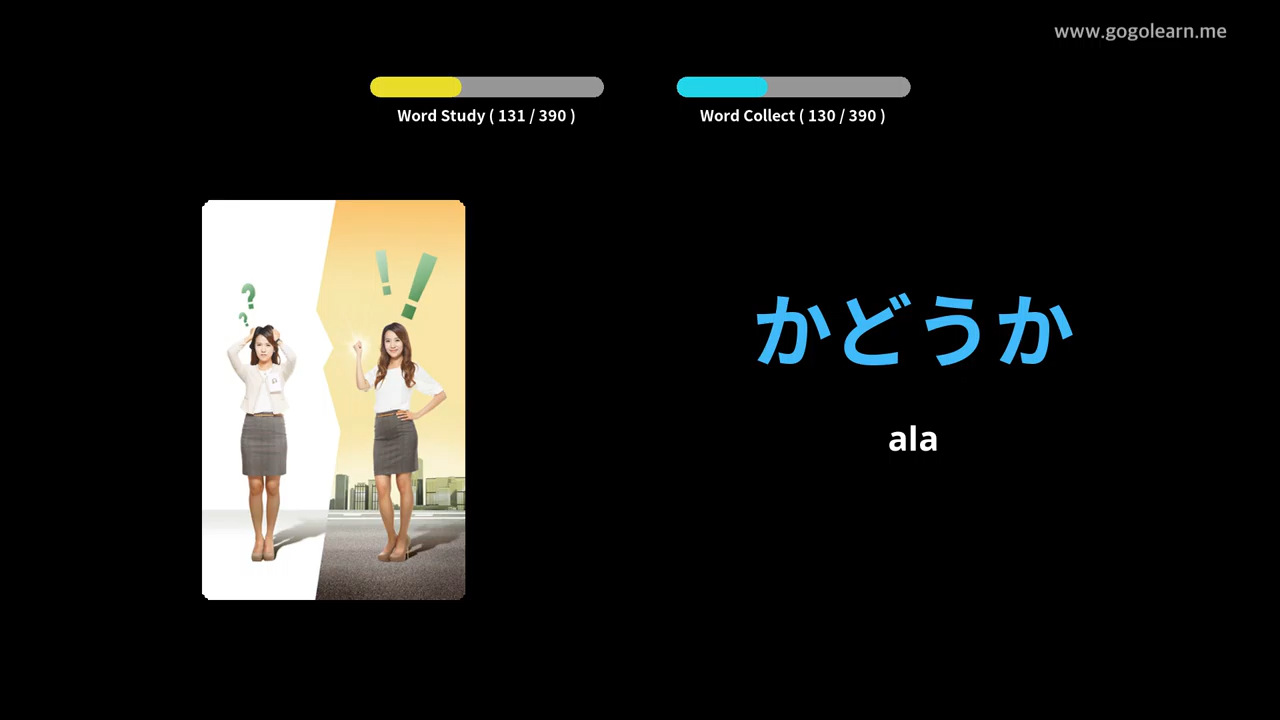 www.gogolearn.me
Word Study ( 131 / 390 )
Word Collect ( 130 / 390 )
? ?
! !
かどうか
ala